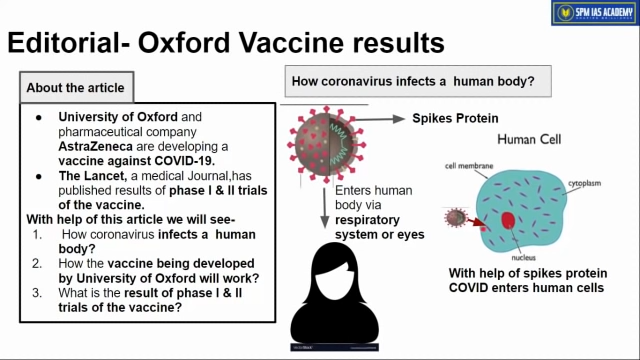 SPM IAS ACADEMY
Editorial- Oxford Vaccine results
About the article
● University of Oxford and
pharmaceutical company
AstraZeneca are developing a
vaccine against COVID-19.
● The Lancet, a medical Journal,has
published results of phase I & II trials
of the vaccine.
With help of this article we will see-
1. How coronavirus infects a human
body?
2. How the vaccine being developed
by University of Oxford will work?
3. What is the result of phase I & II
trials of the vaccine?
How coronavirus infects a human body?
Spikes Protein
Enters human
body via
respiratory
system or eyes
Human Cell
cell membrane
cytoplasm
nucleus
With help of spikes protein
COVID enters human cells